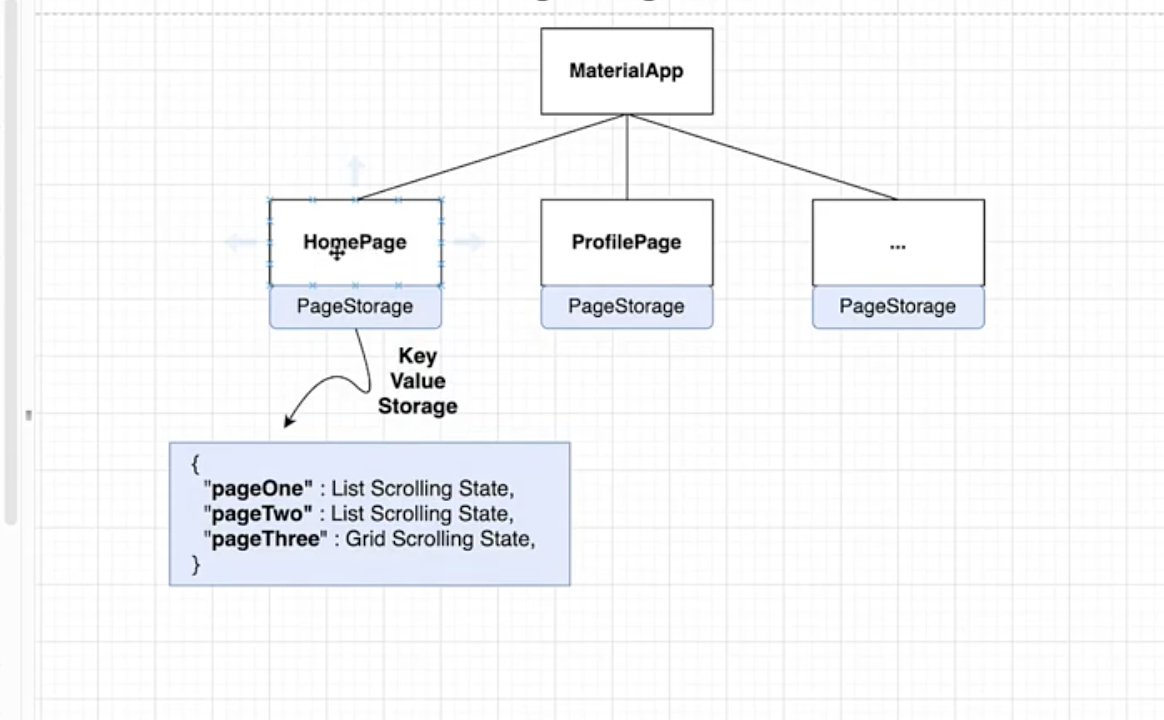 MaterialApp
HomePage
ProfilePage
...
PageStorage
PageStorage
PageStorage
Key
Value
Storage
{
"pageOne" : List Scrolling State,
"pageTwo" : List Scrolling State,
"pageThree" : Grid Scrolling State,
}